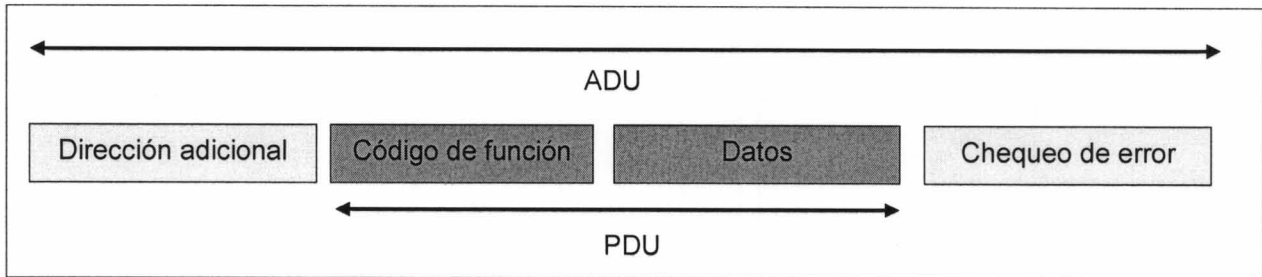 ADU
Dirección adicional Código de función Datos Chequeo de error
PDU